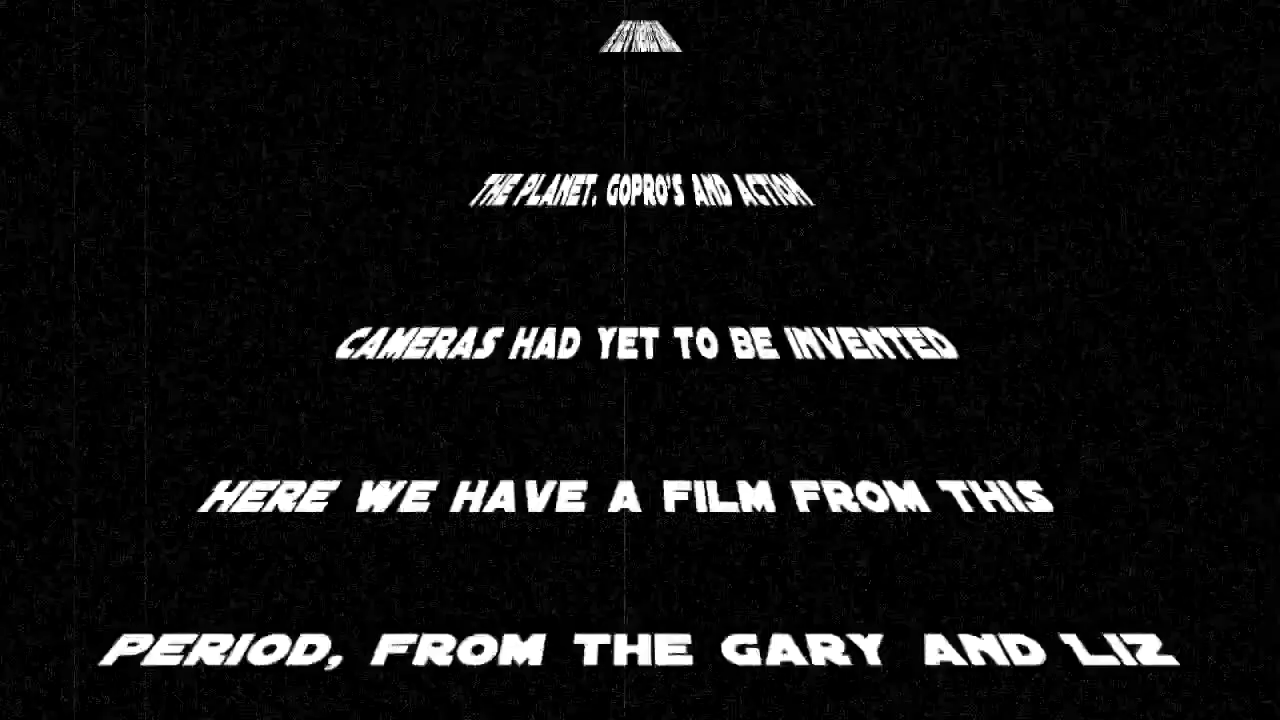 THE PLANET. GOPRO'S AND ACTION
CAMERAS HAD YET TO BE INVENTED
HERE WE HAVE A FILM FROM THIS
PERIOD, FROM THE GARY AND LIZ